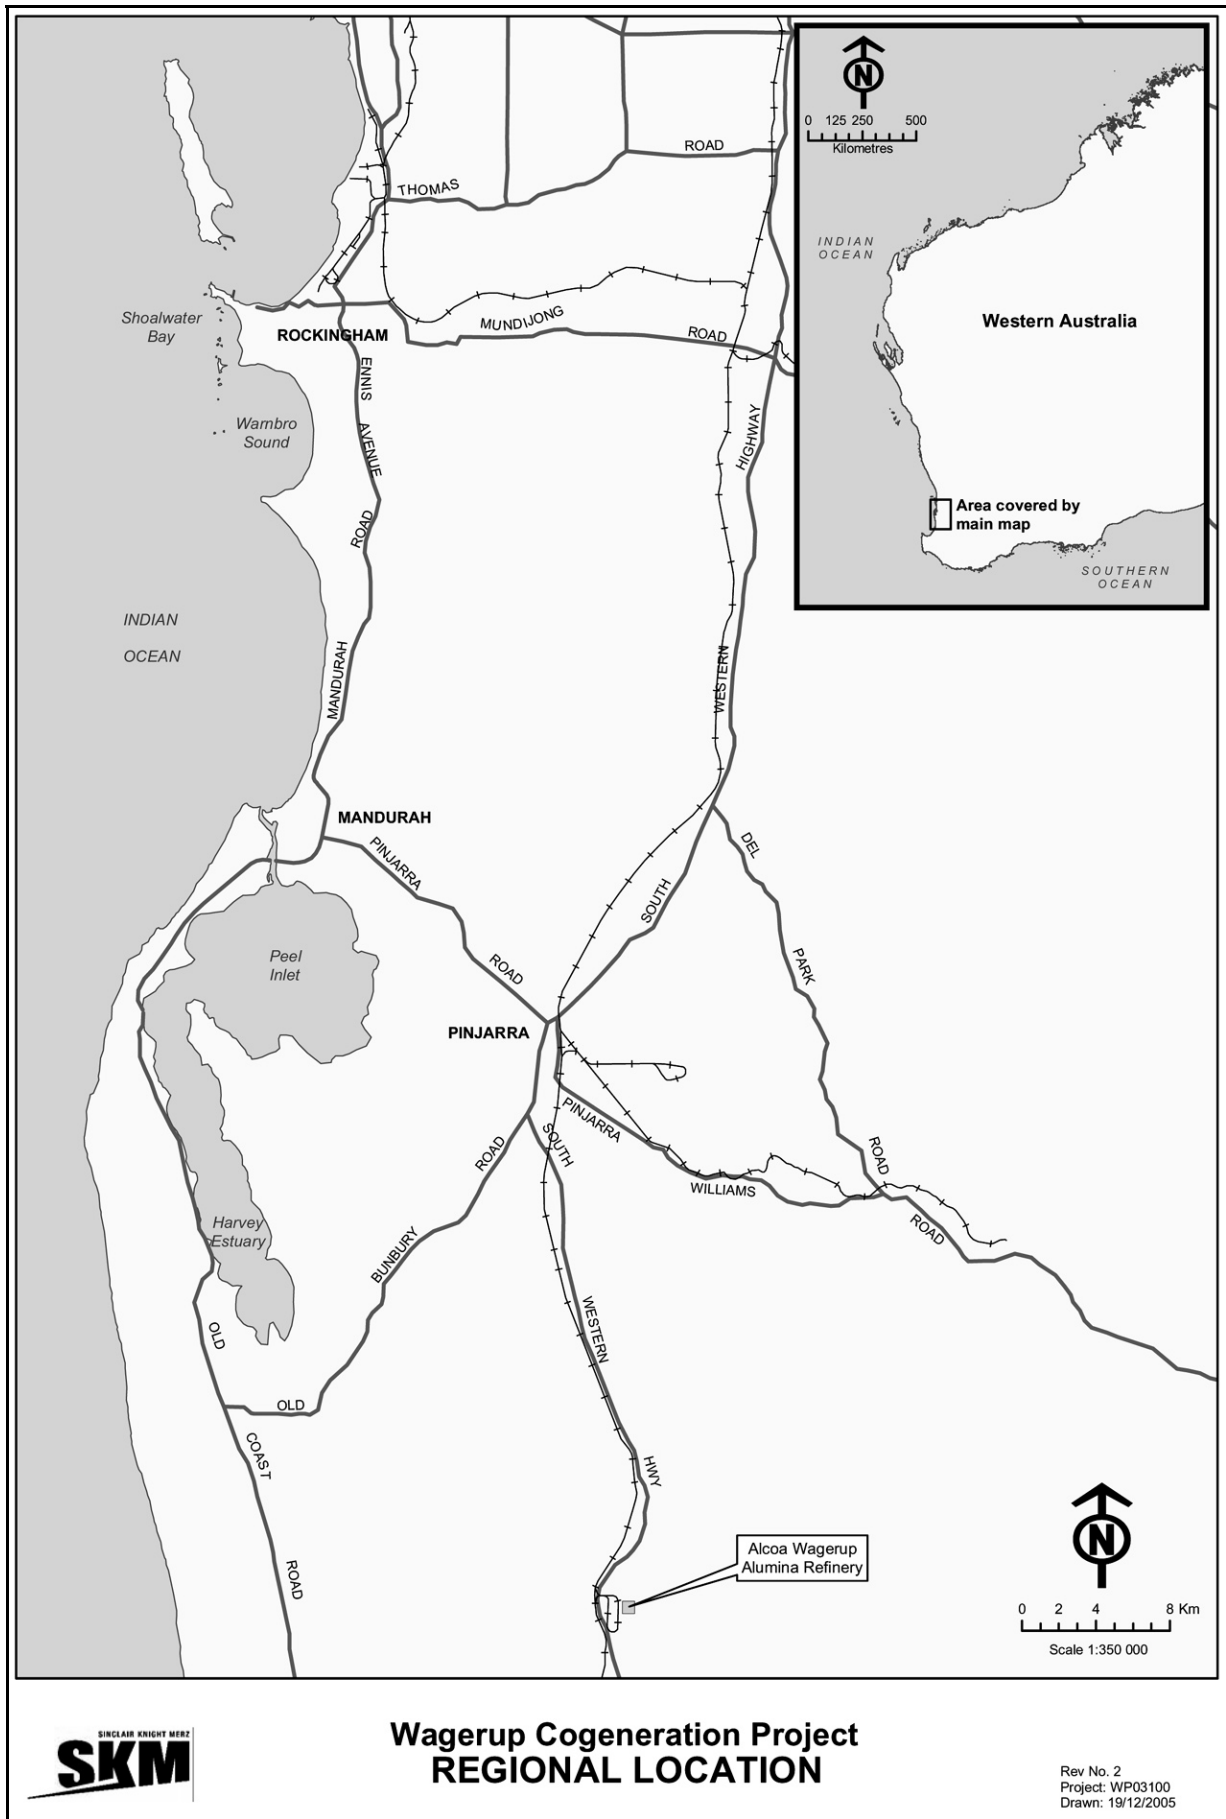 N
0 125 250 500
Kilometres
INDIAN
OCEAN
Western Australia
Area covered by
main map
SOUTHERN
OCEAN
ROAD
THOMAS
Shoalwater
Bay
ROCKINGHAM
MUNDIJONG
ROAD
ENNIS
AVENUE
Wambro
Sound
HIGHWAY
ROAD
INDIAN
OCEAN
MANDURAH
WESTERN
MANDURAH
PINJARRA
DEL
SOUTH
PARK
Peel
Inlet
ROAD
PINJARRA
PINJARRA
SOUTH
ROAD
ROAD
WILLIAMS
ROAD
Harvey
Estuary
BUNBURY
WESTERN
OLD
OLD
COAST
HWY
ROAD
Alcoa Wagerup
Alumina Refinery
N
0 2 4 8 Km
Scale 1:350 000
SINCLAIR KNIGHT MERZ
SKM
Wagerup Cogeneration Project
REGIONAL LOCATION
Rev No. 2
Project: WP03100
Drawn: 19/12/2005